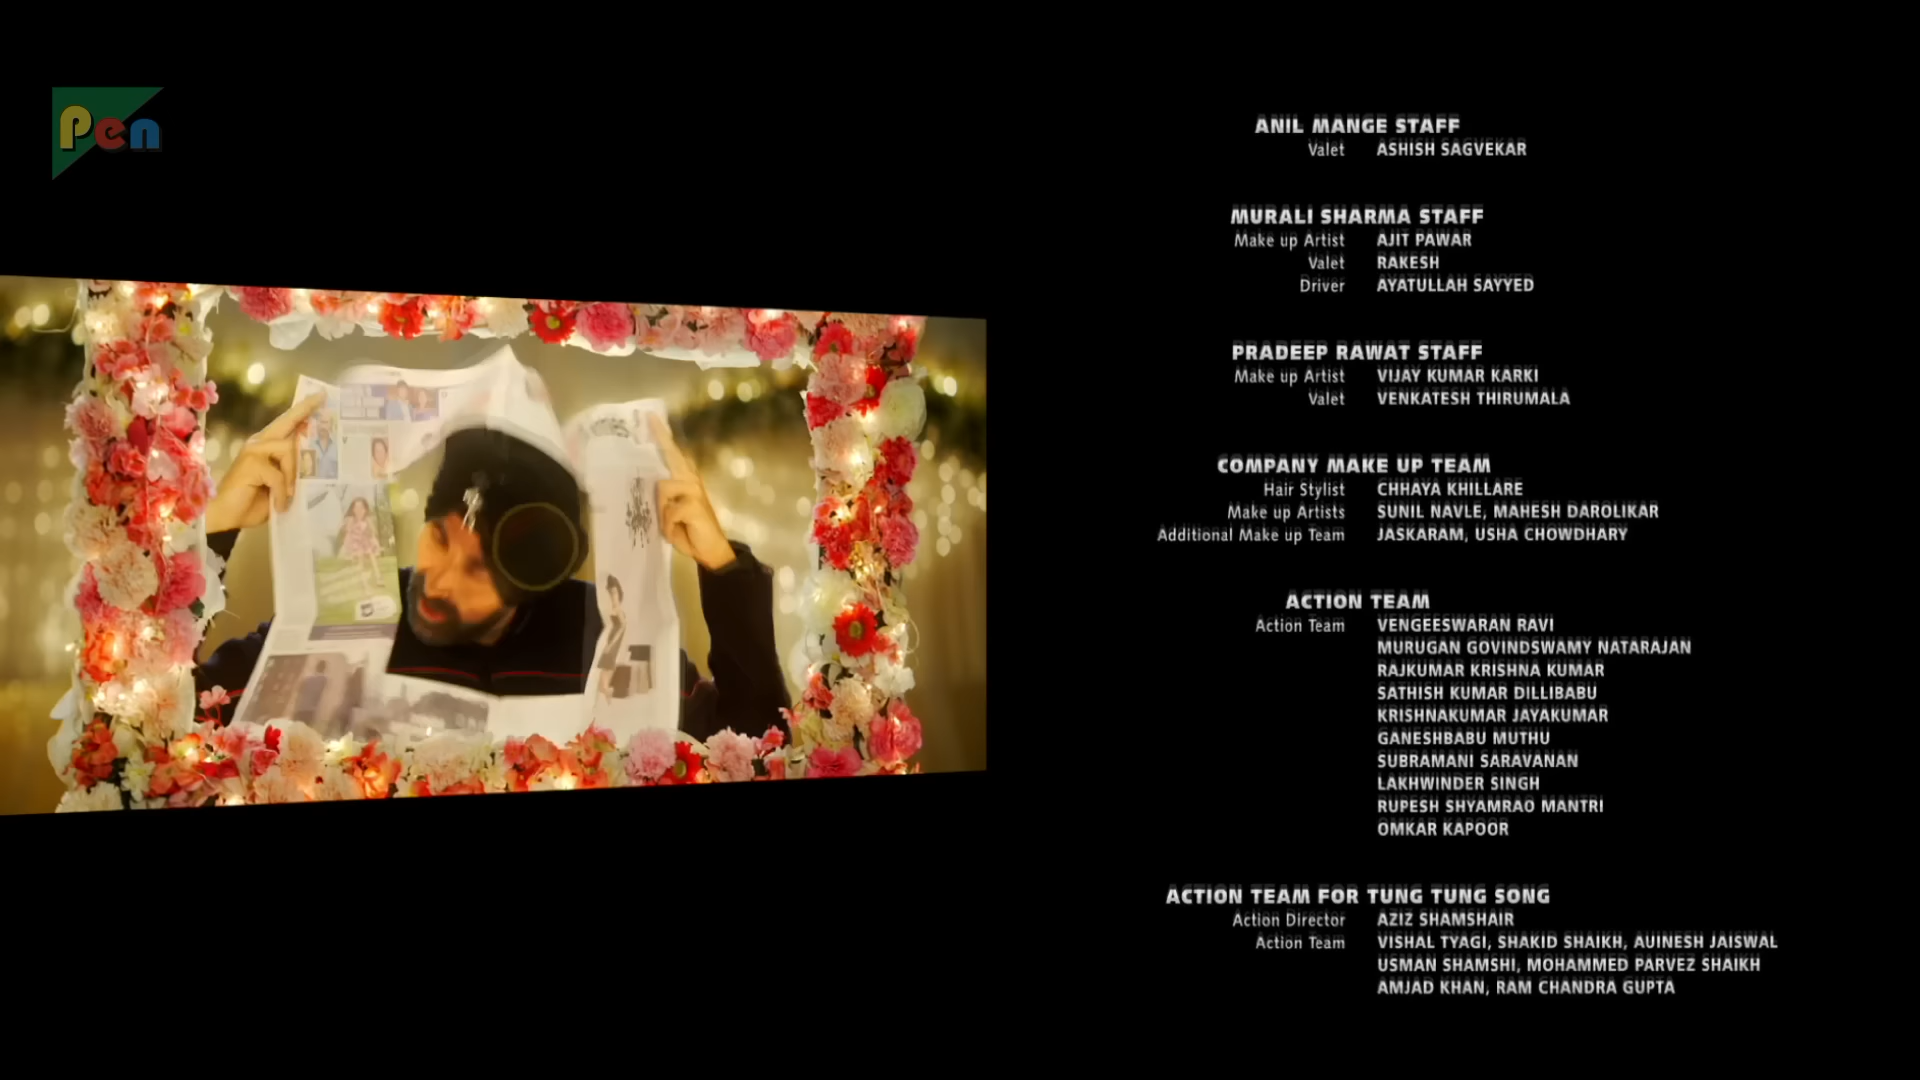 Pen
ANIL MANGE STAFF
Valet ASHISH SAGVEKAR
MURALI SHARMA STAFF
Make up Artist AJIT PAWAR
Valet RAKESH
Driver AYATULLAH SAYYED
PRADEEP RAWAT STAFF
Make up Artist VIJAY KUMAR KARKI
Valet VENKATESH THIRUMALA
COMPANY MAKE UP TEAM
Hair Stylist CHHAYA KHILLARE
Make up Artists SUNIL NAVLE, MAHESH DAROLIKAR
Additional Make up Team JASKARAM, USHA CHOWDHARY
ACTION TEAM
Action Team VENGEESWARAN RAVI
MURUGAN GOVINDSWAMY NATARAJAN
RAJKUMAR KRISHNA KUMAR
SATHISH KUMAR DILLIBABU
KRISHNAKUMAR JAYAKUMAR
GANESHBABU MUTHU
SUBRAMANI SARAVANAN
LAKHWINDER SINGH
RUPESH SHYAMRAO MANTRI
OMKAR KAPOOR
ACTION TEAM FOR TUNG TUNG SONG
Action Director AZIZ SHAMSHAIR
Action Team VISHAL TYAGI, SHAKID SHAIKH, AUINESH JAISWAL
USMAN SHAMSHI, MOHAMMED PARVEZ SHAIKH
AMJAD KHAN, RAM CHANDRA GUPTA